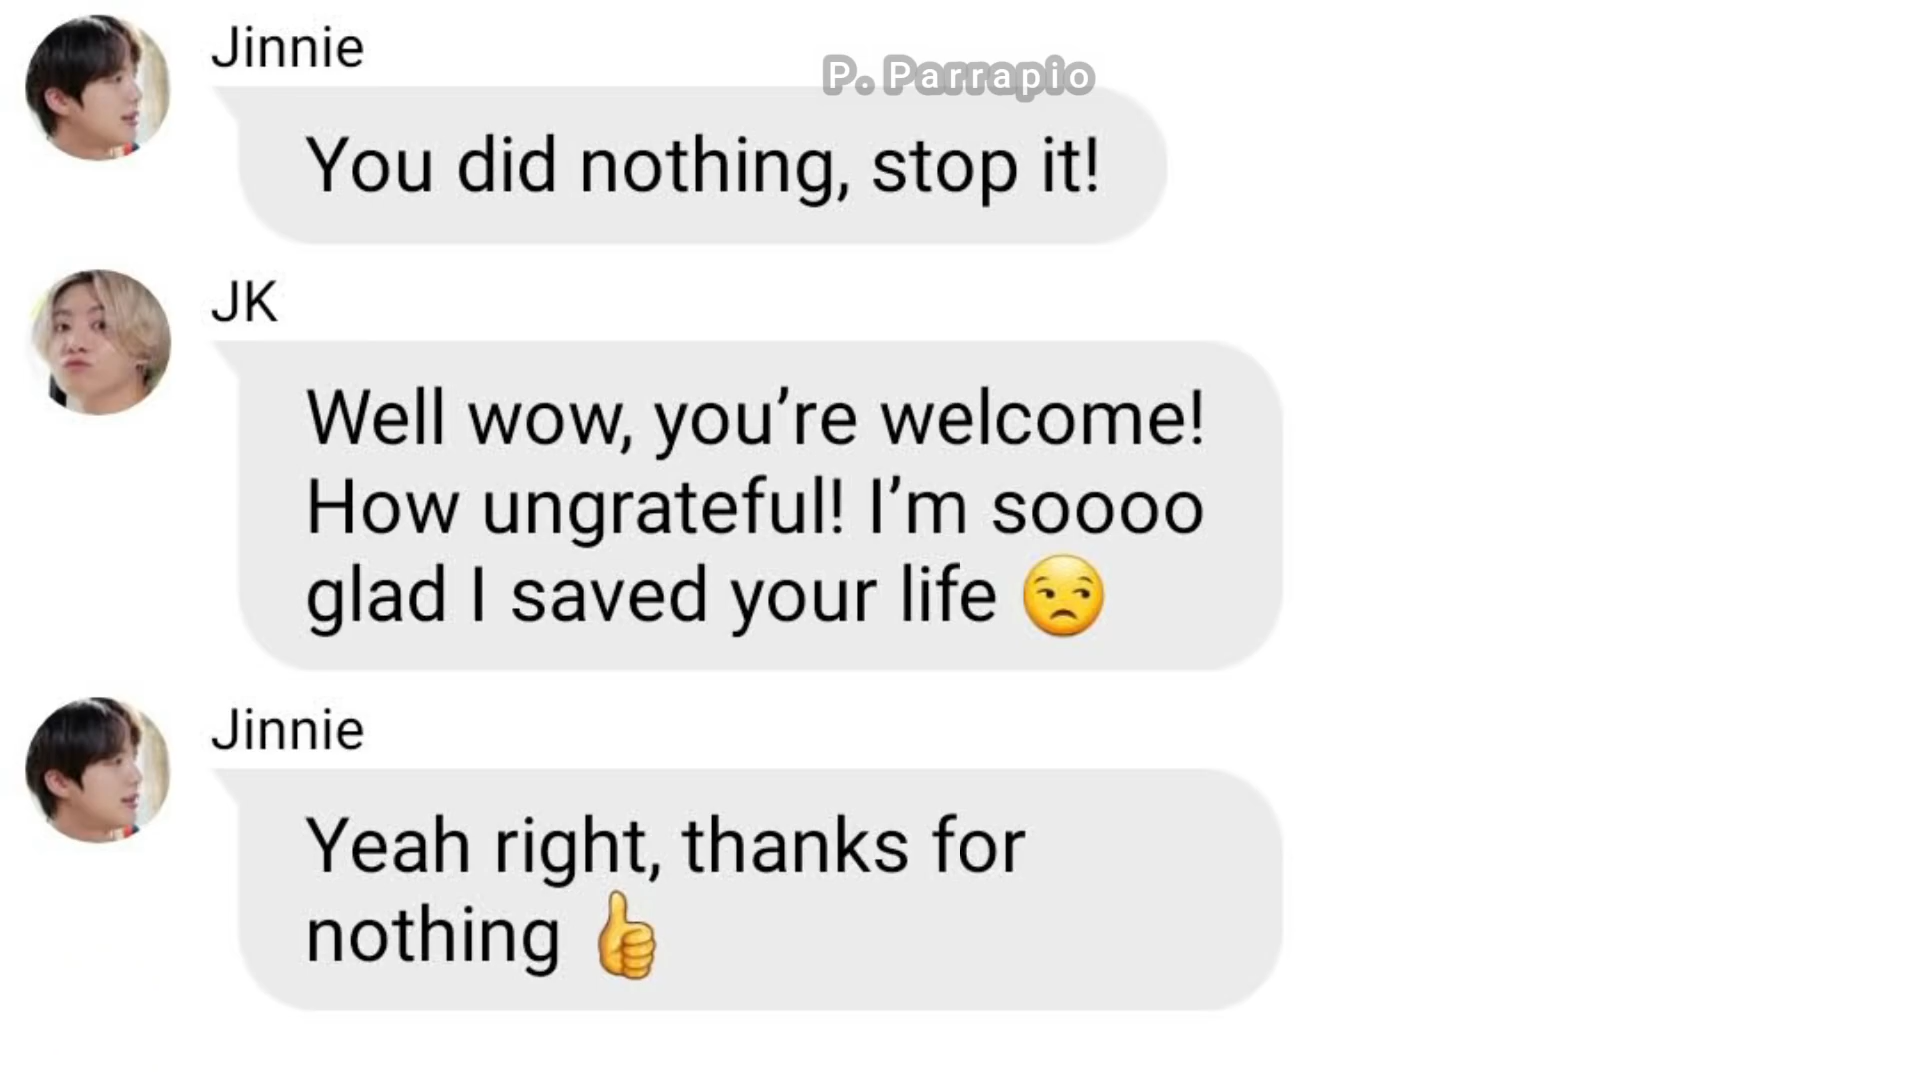 Jinnie
P. Parrapio
You did nothing, stop it!
JK
Well wow, you’re welcome!
How ungrateful! I’m soooo
glad I saved your life 😒
Jinnie
Yeah right, thanks for
nothing 👍